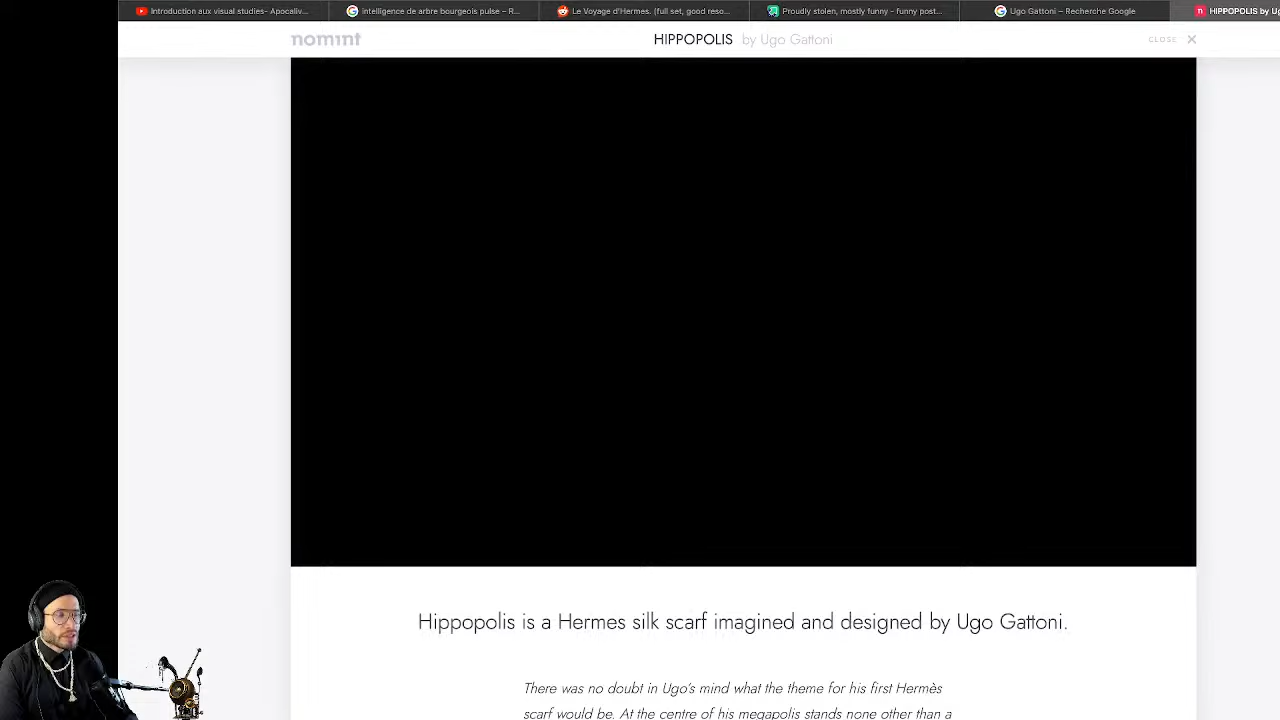 Introduction aux visual studies- Apocaliv...
Intelligence de arbre bourgeois pulse – R...
Le Voyage d'Hermes. (full set, good reso...
Proudly stolen, mostly funny - funny post...
Ugo Gattoni – Recherche Google
HIPPOPOLIS by Ug
nomint
HIPPOPOLIS by Ugo Gattoni
CLOSE
Hippopolis is a Hermes silk scarf imagined and designed by Ugo Gattoni.
There was no doubt in Ugo's mind what the theme for his first Hermès
scarf would be. At the centre of his megapolis stands none other than a